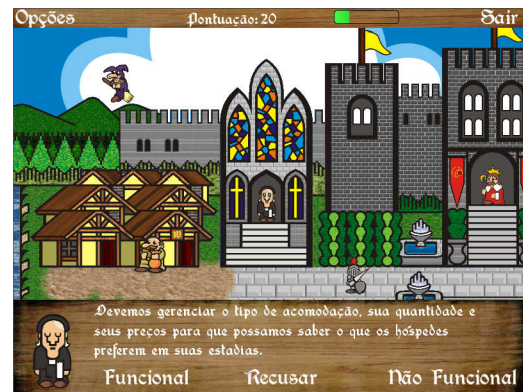 Opções Pontuação: 20 Sair
Devemos gerenciar o tipo de acomodação, sua quantidade e
seus preços para que possamos saber o que os hóspedes
preferem em suas estadias.
Funcional Recusar Não Funcional